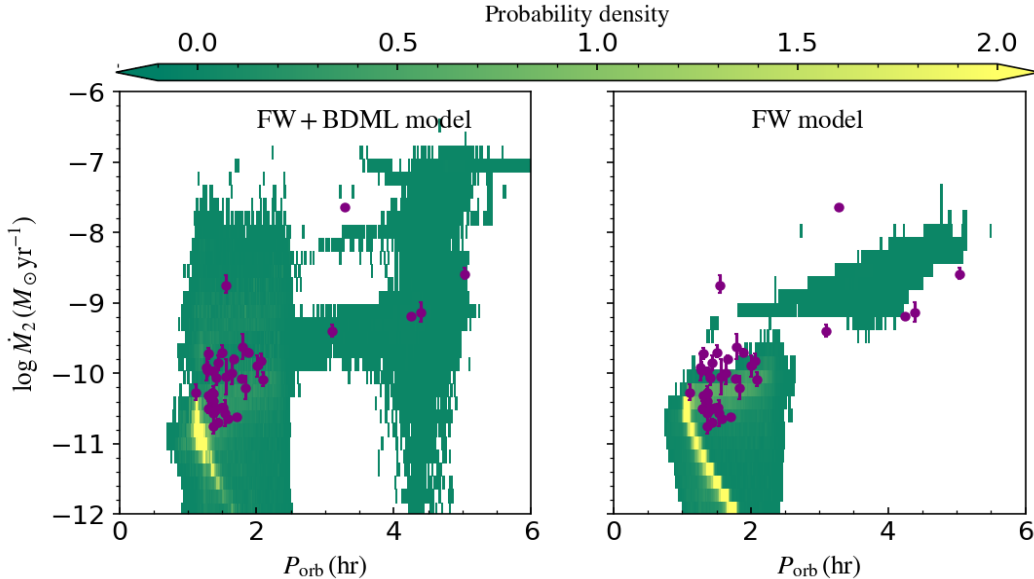 Probability density
0.0 0.5 1.0 1.5 2.0
FW + BDML model
FW model
−6
−7
−8
−9
−10
−11
−12
log Ṁ₂ (M⊙ yr⁻¹)
0 2 4 6
0 2 4 6
P_orb (hr)
P_orb (hr)